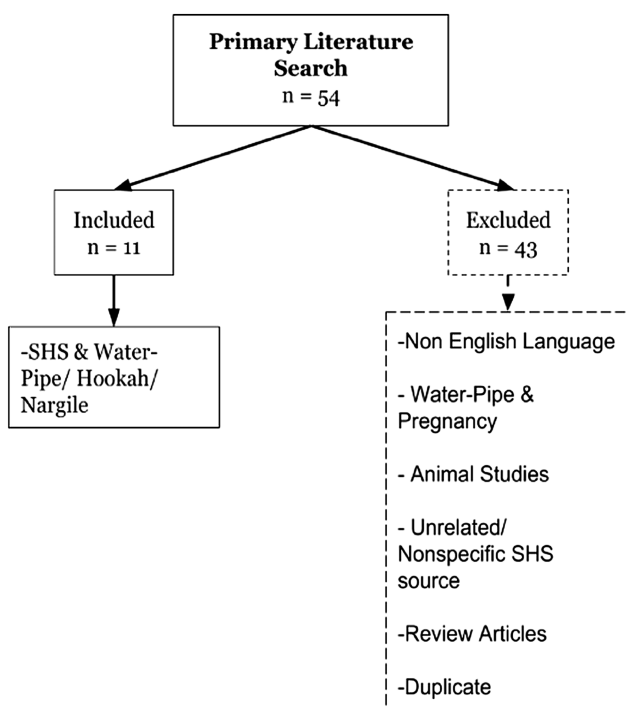 Primary Literature
Search
n = 54
Included
n = 11
Excluded
n = 43
-SHS & Water-
Pipe/ Hookah/
Nargile
-Non English Language
- Water-Pipe &
Pregnancy
- Animal Studies
- Unrelated/
Nonspecific SHS
source
-Review Articles
-Duplicate